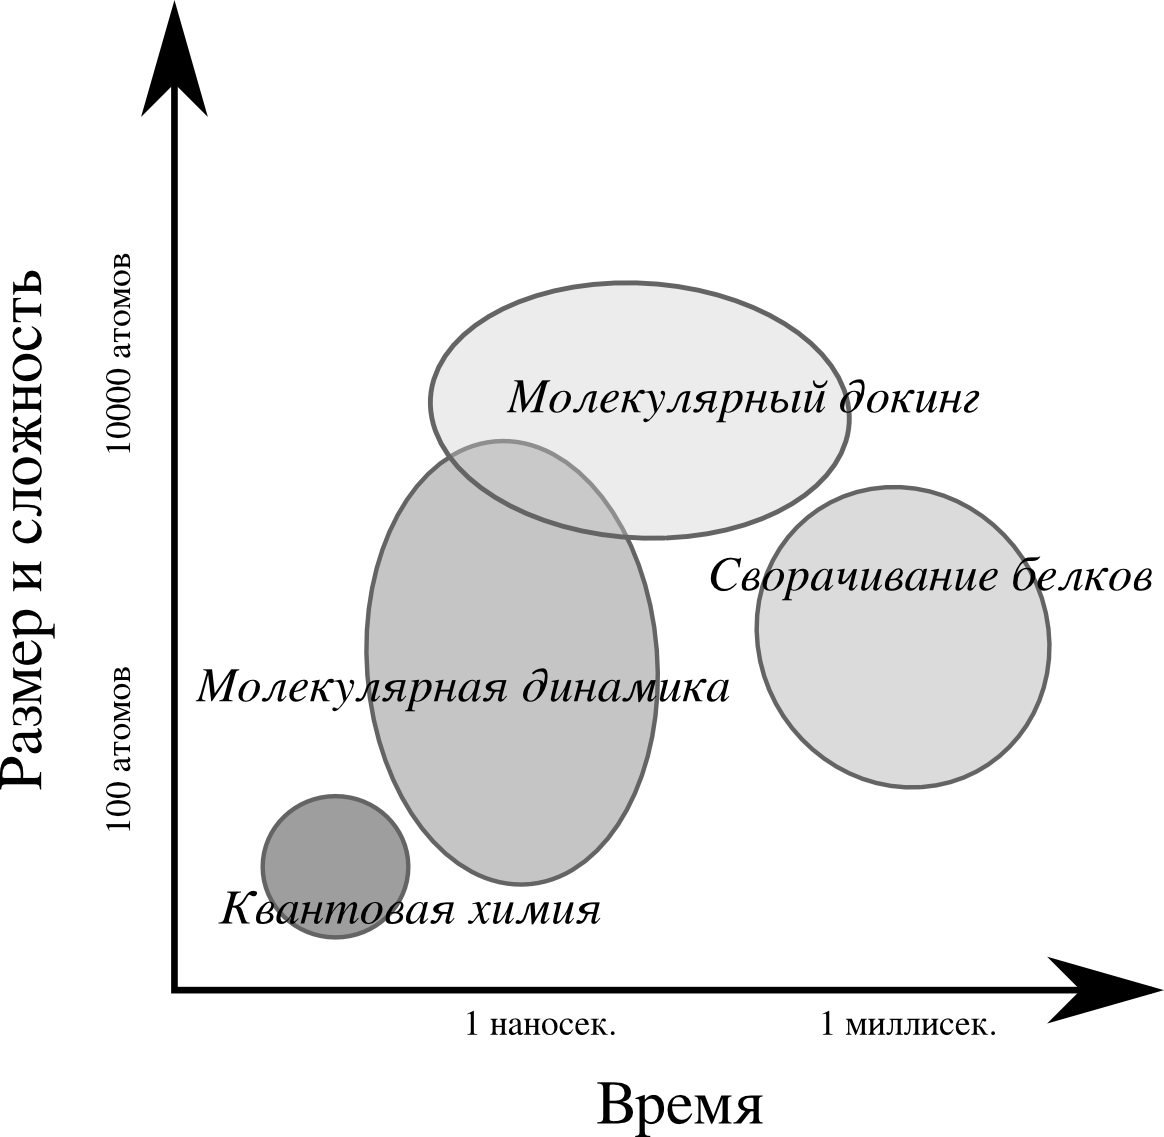 Размер и сложность
10000 атомов
100 атомов
Молекулярный докинг
Сворачивание белков
Молекулярная динамика
Квантовая химия
1 наносек.
1 миллисек.
Время